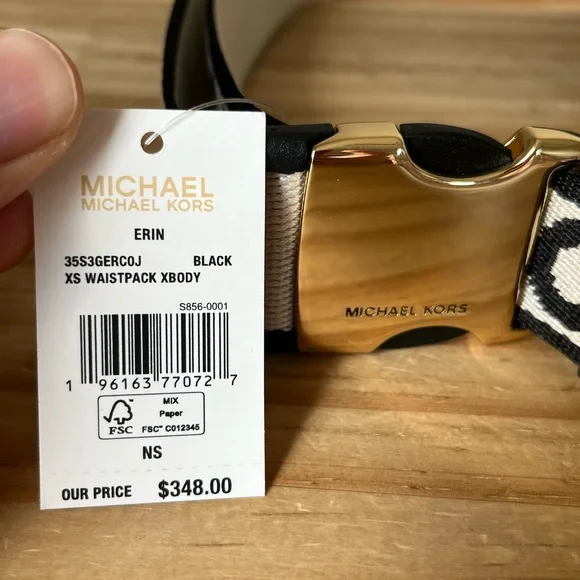 MICHAEL
MICHAEL KORS
ERIN
35S3GERC0J BLACK
XS WAISTPACK XBODY
S856-0001
1 96163 77072 7
FSC
MIX
Paper
FSC™ C012345
NS
OUR PRICE $348.00
MICHAEL KORS